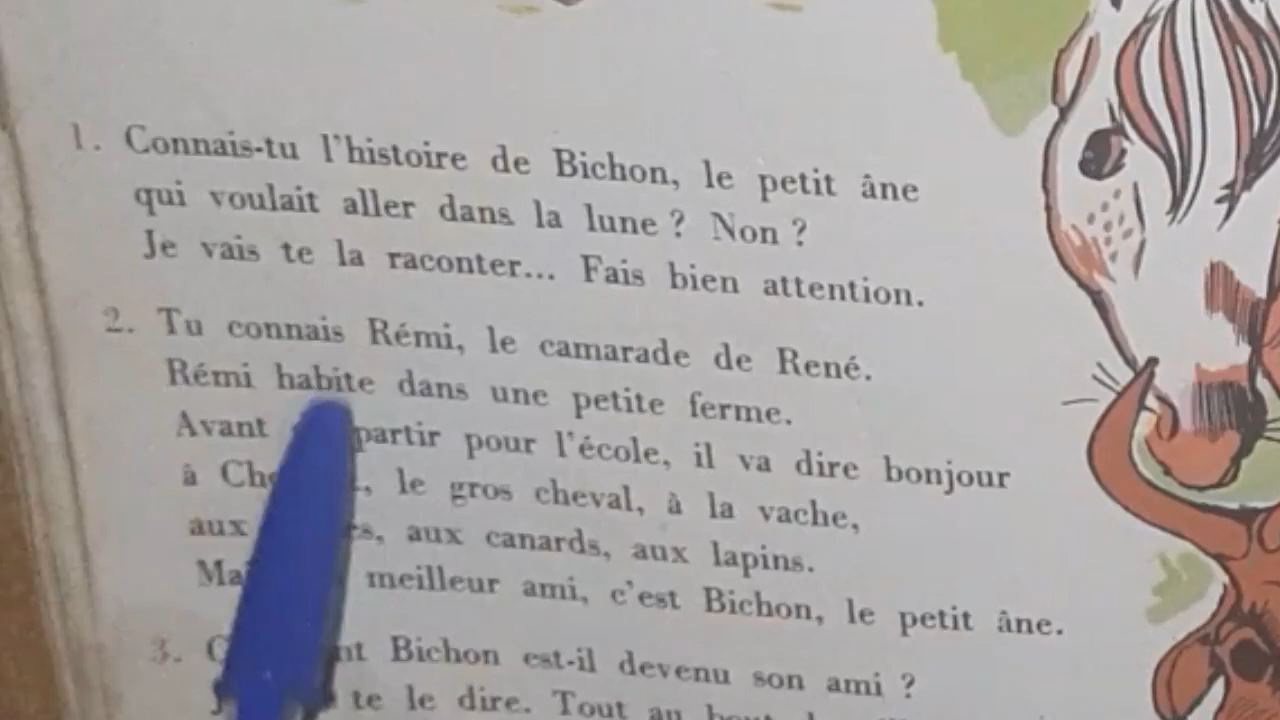 1. Connais-tu l'histoire de Bichon, le petit âne
qui voulait aller dans la lune ? Non ?
Je vais te la raconter... Fais bien attention.
2. Tu connais Rémi, le camarade de René.
Rémi habite dans une petite ferme.
Avant partir pour l'école, il va dire bonjour
à le gros cheval, à la vache,
aux aux canards, aux lapins.
meilleur ami, c'est Bichon, le petit âne.
3. Bichon est-il devenu son ami ?
te le dire. Tout au